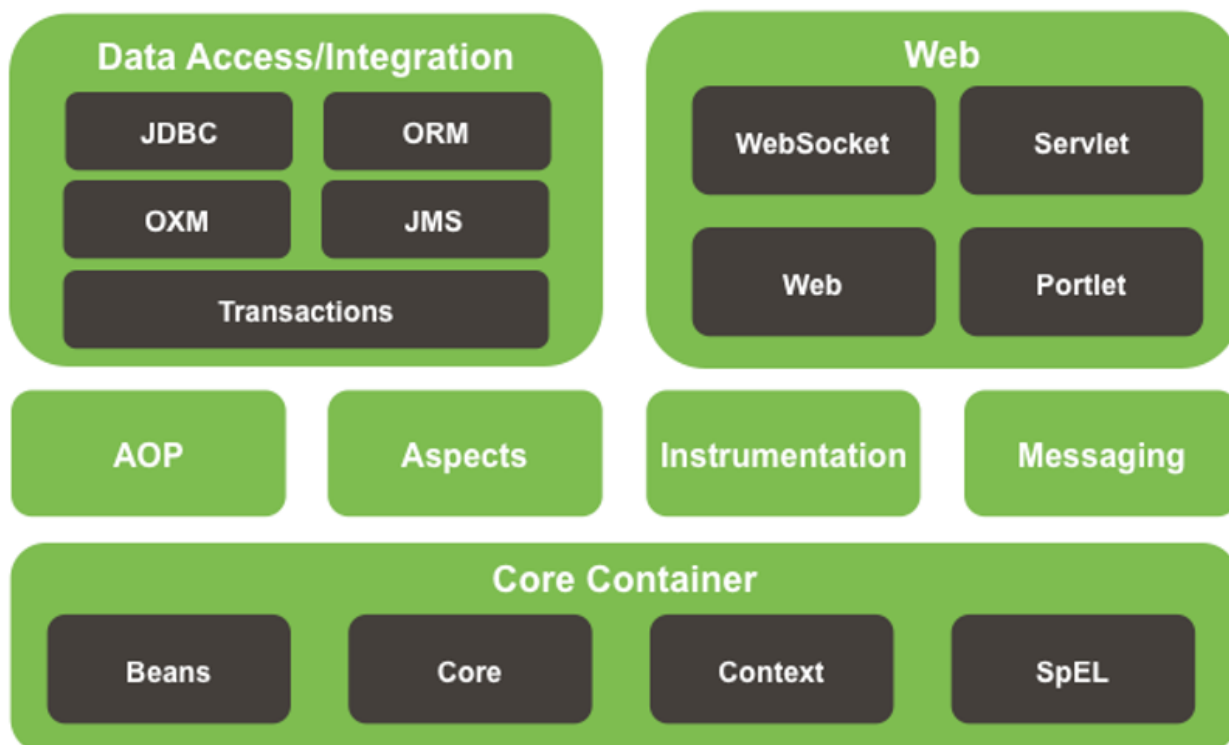 Data Access/Integration
JDBC
ORM
OXM
JMS
Transactions
Web
WebSocket
Servlet
Web
Portlet
AOP
Aspects
Instrumentation
Messaging
Core Container
Beans
Core
Context
SpEL